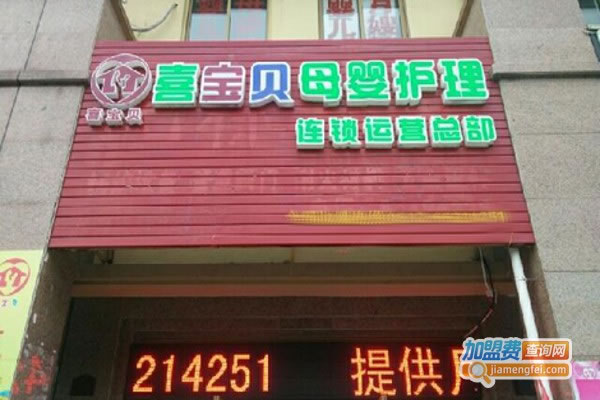 喜宝贝母婴护理
喜宝贝
连锁运营总部
214251 提供
加盟费查询网
jiamengfei.com